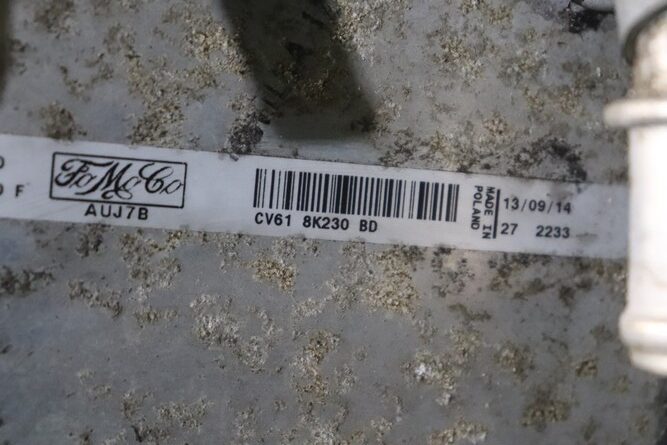 FoMoCo
AUJ7B
CV61 8K230 BD
MADE IN
POLAND
13/09/14
27 2233